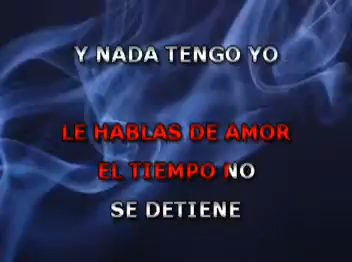 Y NADA TENGO YO
LE HABLAS DE AMOR
EL TIEMPO NO
SE DETIENE